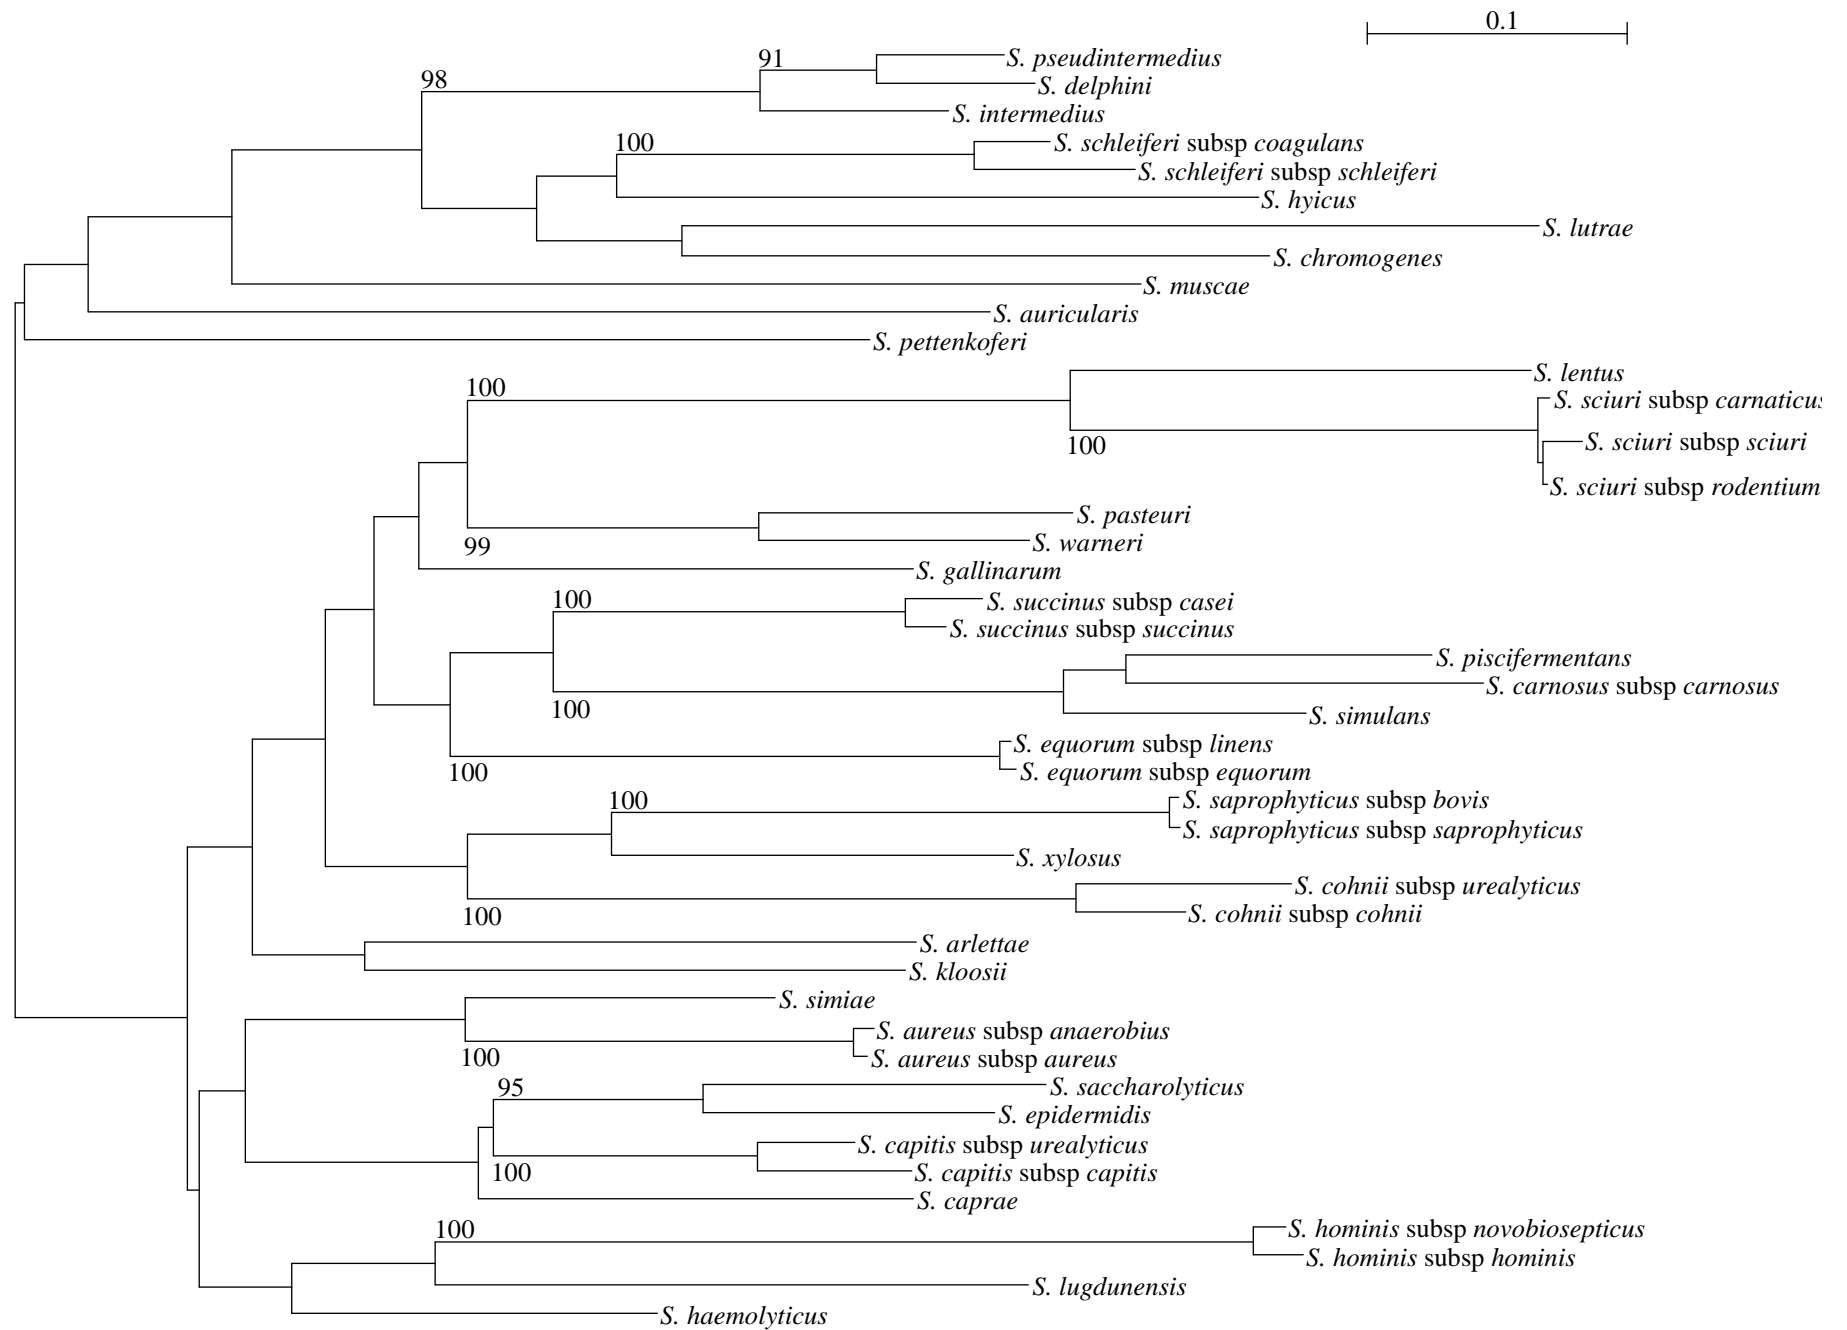 0.1
91
S. pseudintermedius
98
S. delphini
S. intermedius
100
S. schleiferi subsp coagulans
S. schleiferi subsp schleiferi
S. hyicus
S. lutrae
S. chromogenes
S. muscae
S. auricularis
S. pettenkoferi
S. lentus
100
S. sciuri subsp carnaticus
100
S. sciuri subsp sciuri
S. sciuri subsp rodentium
S. pasteuri
99
S. warneri
S. gallinarum
100
S. succinus subsp casei
S. succinus subsp succinus
S. piscifermentans
S. carnosus subsp carnosus
100
S. simulans
S. equorum subsp linens
100
S. equorum subsp equorum
100
S. saprophyticus subsp bovis
S. saprophyticus subsp saprophyticus
S. xylosus
S. cohnii subsp urealyticus
100
S. cohnii subsp cohnii
S. arlettae
S. kloosii
S. simiae
S. aureus subsp anaerobius
100
S. aureus subsp aureus
95
S. saccharolyticus
S. epidermidis
S. capitis subsp urealyticus
100
S. capitis subsp capitis
S. caprae
100
S. hominis subsp novobiosepticus
S. hominis subsp hominis
S. lugdunensis
S. haemolyticus